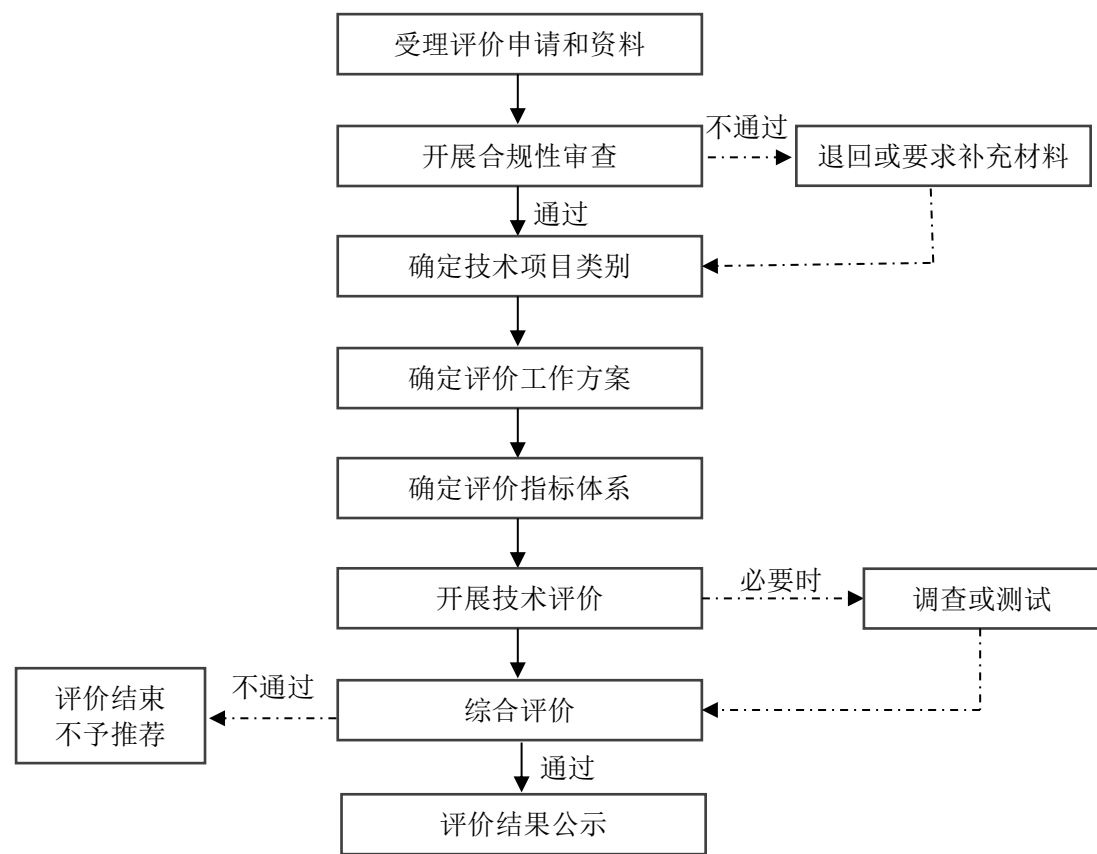 受理评价申请和资料
不通过
开展合规性审查
退回或要求补充材料
通过
确定技术项目类别
确定评价工作方案
确定评价指标体系
必要时
开展技术评价
调查或测试
不通过
评价结束
不予推荐
综合评价
通过
评价结果公示